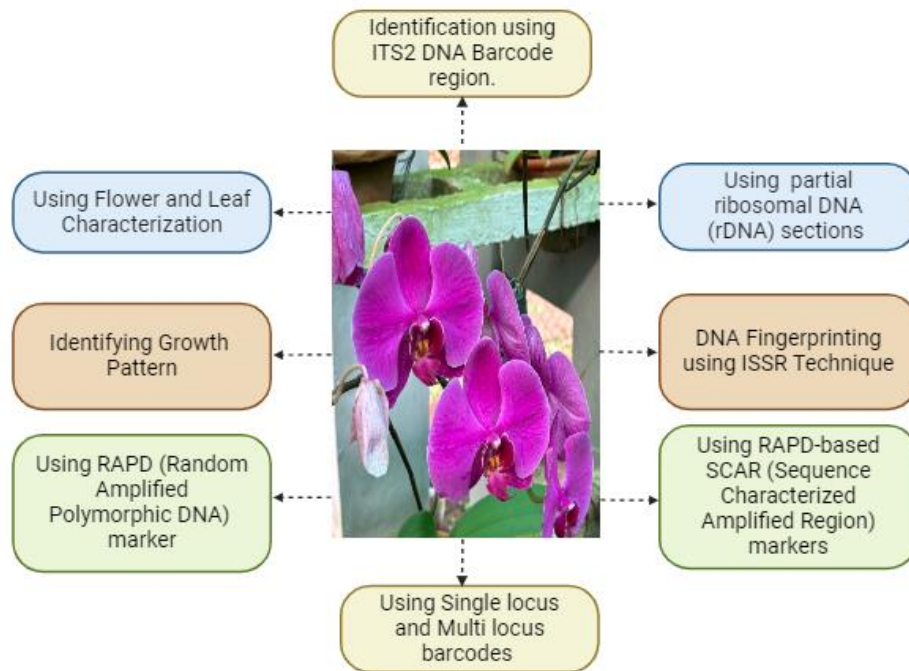 Identification using
ITS2 DNA Barcode
region.
Using Flower and Leaf
Characterization
Using partial
ribosomal DNA
(rDNA) sections
Identifying Growth
Pattern
DNA Fingerprinting
using ISSR Technique
Using RAPD (Random
Amplified
Polymorphic DNA)
marker
Using RAPD-based
SCAR (Sequence
Characterized
Amplified Region)
markers
Using Single locus
and Multi locus
barcodes